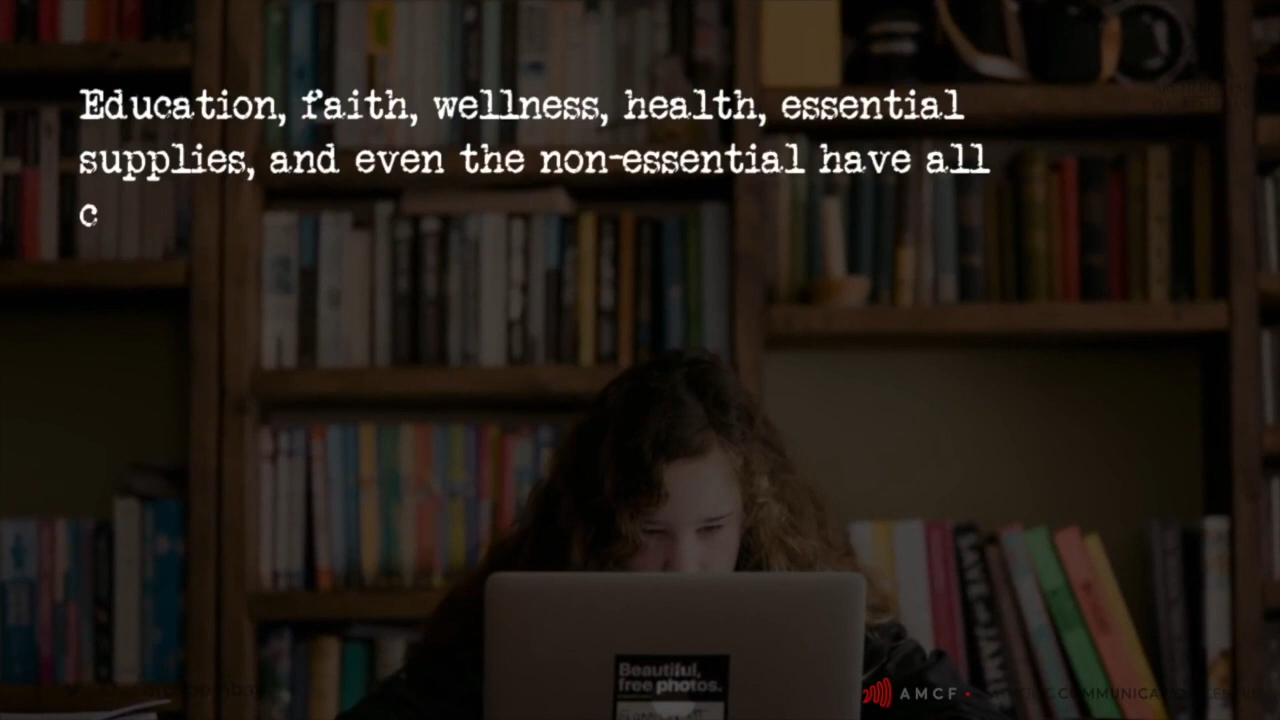 Education, faith, wellness, health, essential
supplies, and even the non-essential have all
c
Beautiful,
free photos.
AMCF